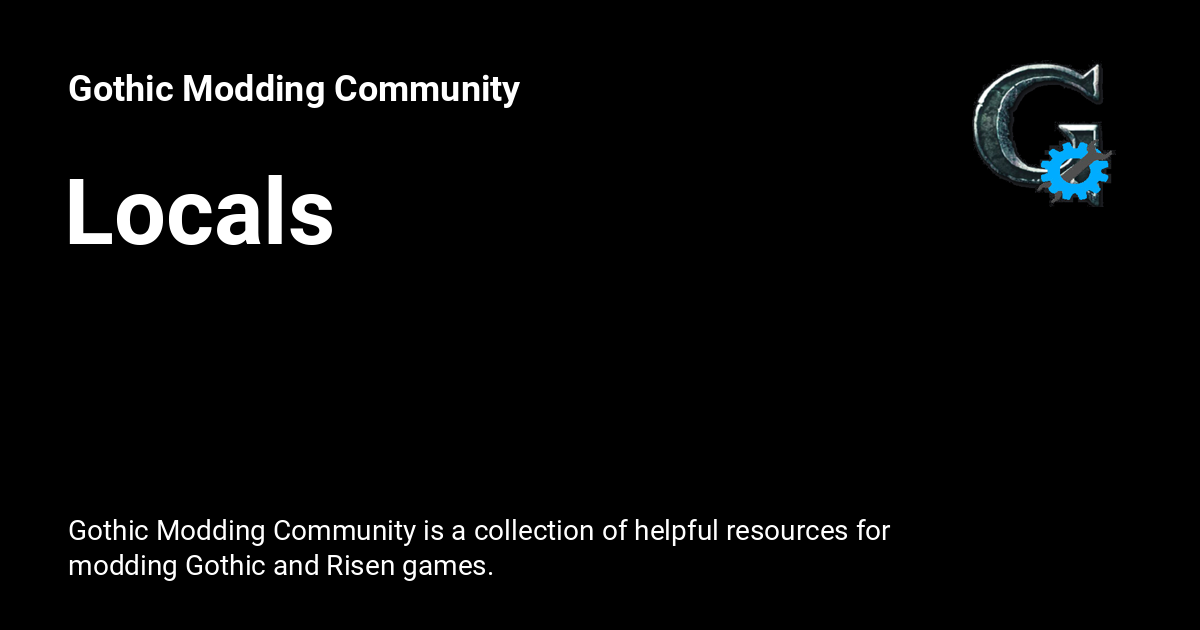 Gothic Modding Community
Locals
G
Gothic Modding Community is a collection of helpful resources for
modding Gothic and Risen games.